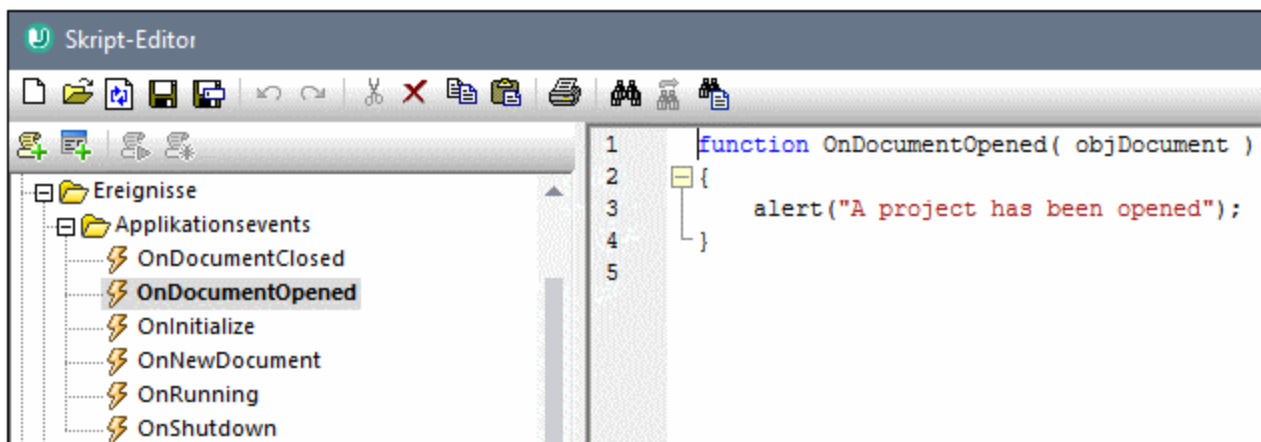 Skript-Editor
Ereignisse
Applikationsevents
OnDocumentClosed
OnDocumentOpened
OnInitialize
OnNewDocument
OnRunning
OnShutdown
1 function OnDocumentOpened( objDocument )
2 {
3 alert("A project has been opened");
4 }
5